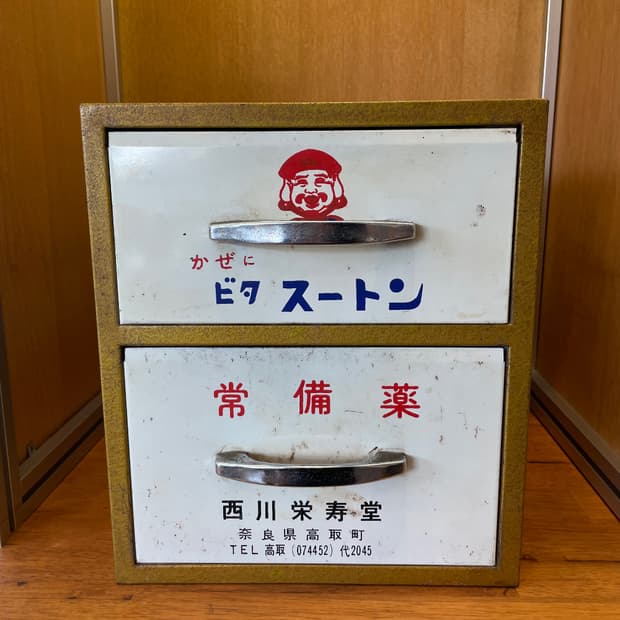 かぜに
ビタ スートン
常備薬
西川栄寿堂
奈良県高取町
TEL 高取 (074452) 代2045